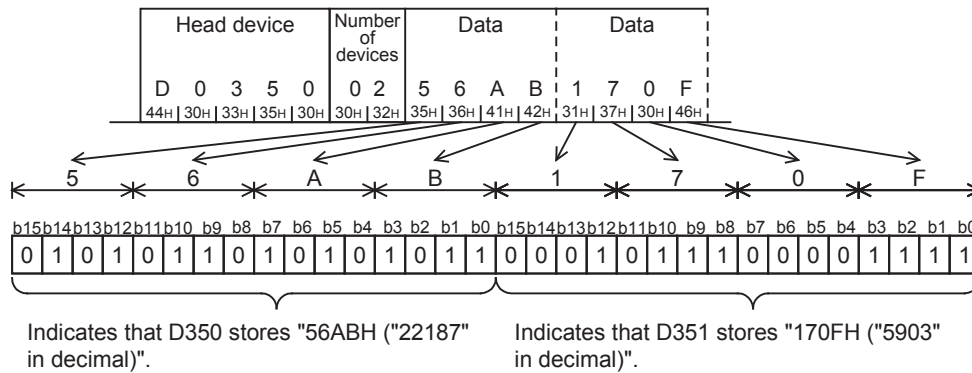 Head device Number of devices Data Data
D 0 3 5 0 0 2 5 6 A B 1 7 0 F
44H 30H 33H 35H 30H 30H 32H 35H 36H 41H 42H 31H 37H 30H 46H
5 6 A B 1 7 0 F
b15 b14 b13 b12 b11 b10 b9 b8 b7 b6 b5 b4 b3 b2 b1 b0 b15 b14 b13 b12 b11 b10 b9 b8 b7 b6 b5 b4 b3 b2 b1 b0
0 1 0 1 0 1 1 0 1 0 1 0 1 0 1 1 0 0 0 1 0 1 1 1 0 0 0 0 1 1 1 1
Indicates that D350 stores "56ABH ("22187"
in decimal)".
Indicates that D351 stores "170FH ("5903"
in decimal)".